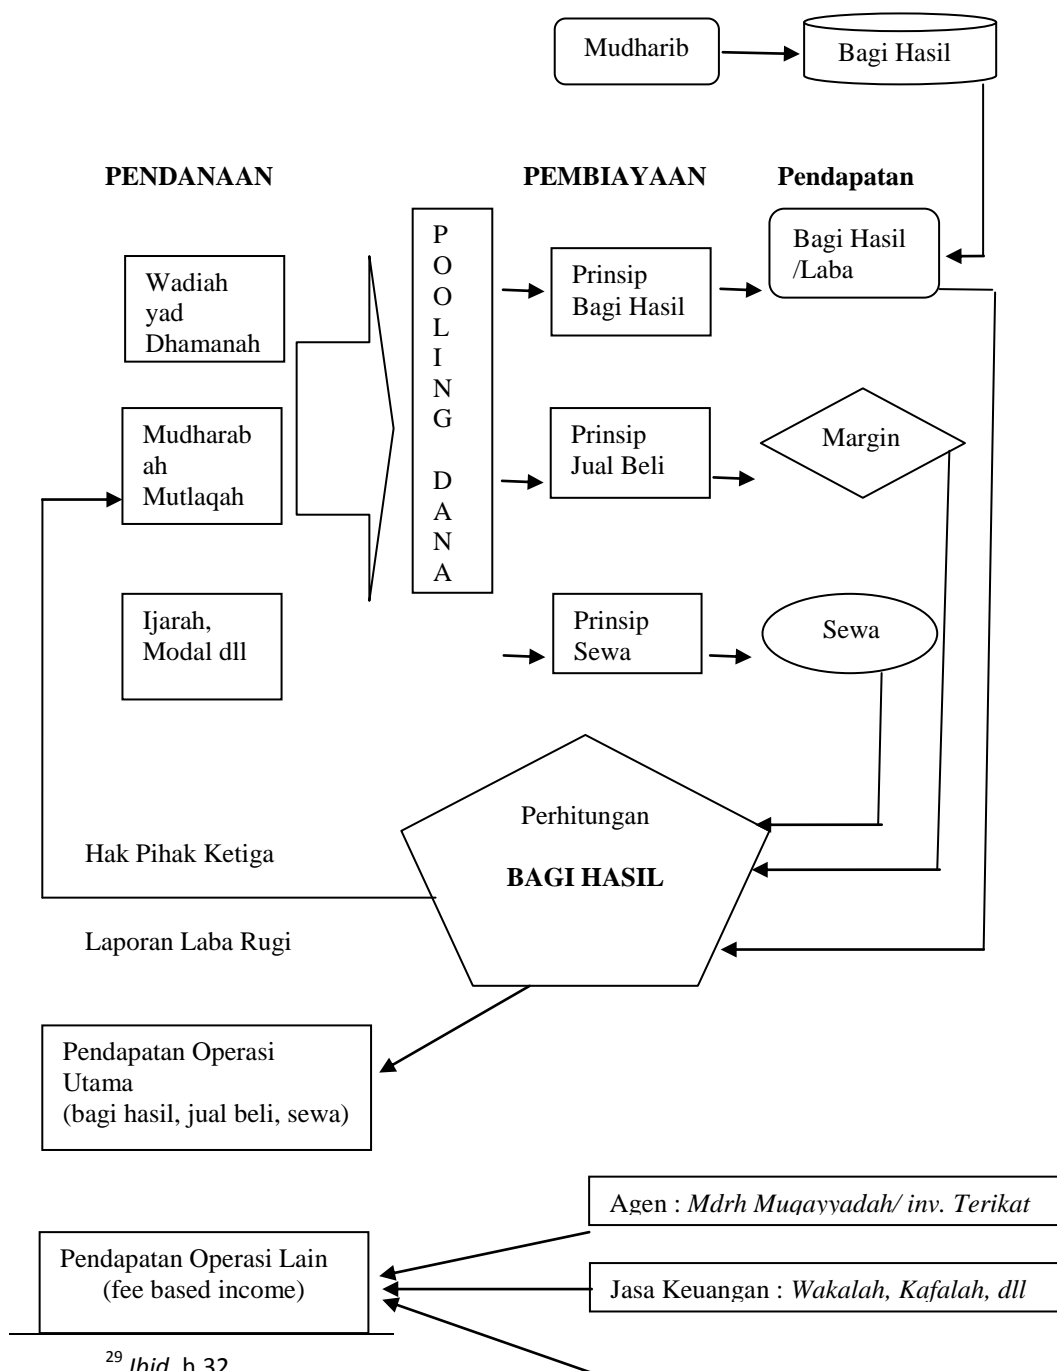 Mudharib
Bagi Hasil
PENDANAAN
PEMBIAYAAN
Pendapatan
Wadiah
yad
Dhamanah
Mudharab
ah
Mutlaqah
Ijarah,
Modal dll
P
O
O
L
I
N
G
D
A
N
A
Prinsip
Bagi Hasil
Prinsip
Jual Beli
Prinsip
Sewa
Bagi Hasil
/Laba
Margin
Sewa
Perhitungan
BAGI HASIL
Hak Pihak Ketiga
Laporan Laba Rugi
Pendapatan Operasi
Utama
(bagi hasil, jual beli, sewa)
Pendapatan Operasi Lain
(fee based income)
Agen : Mdrh Muqayyadah/ inv. Terikat
Jasa Keuangan : Wakalah, Kafalah, dll
29 Ibid, h.32